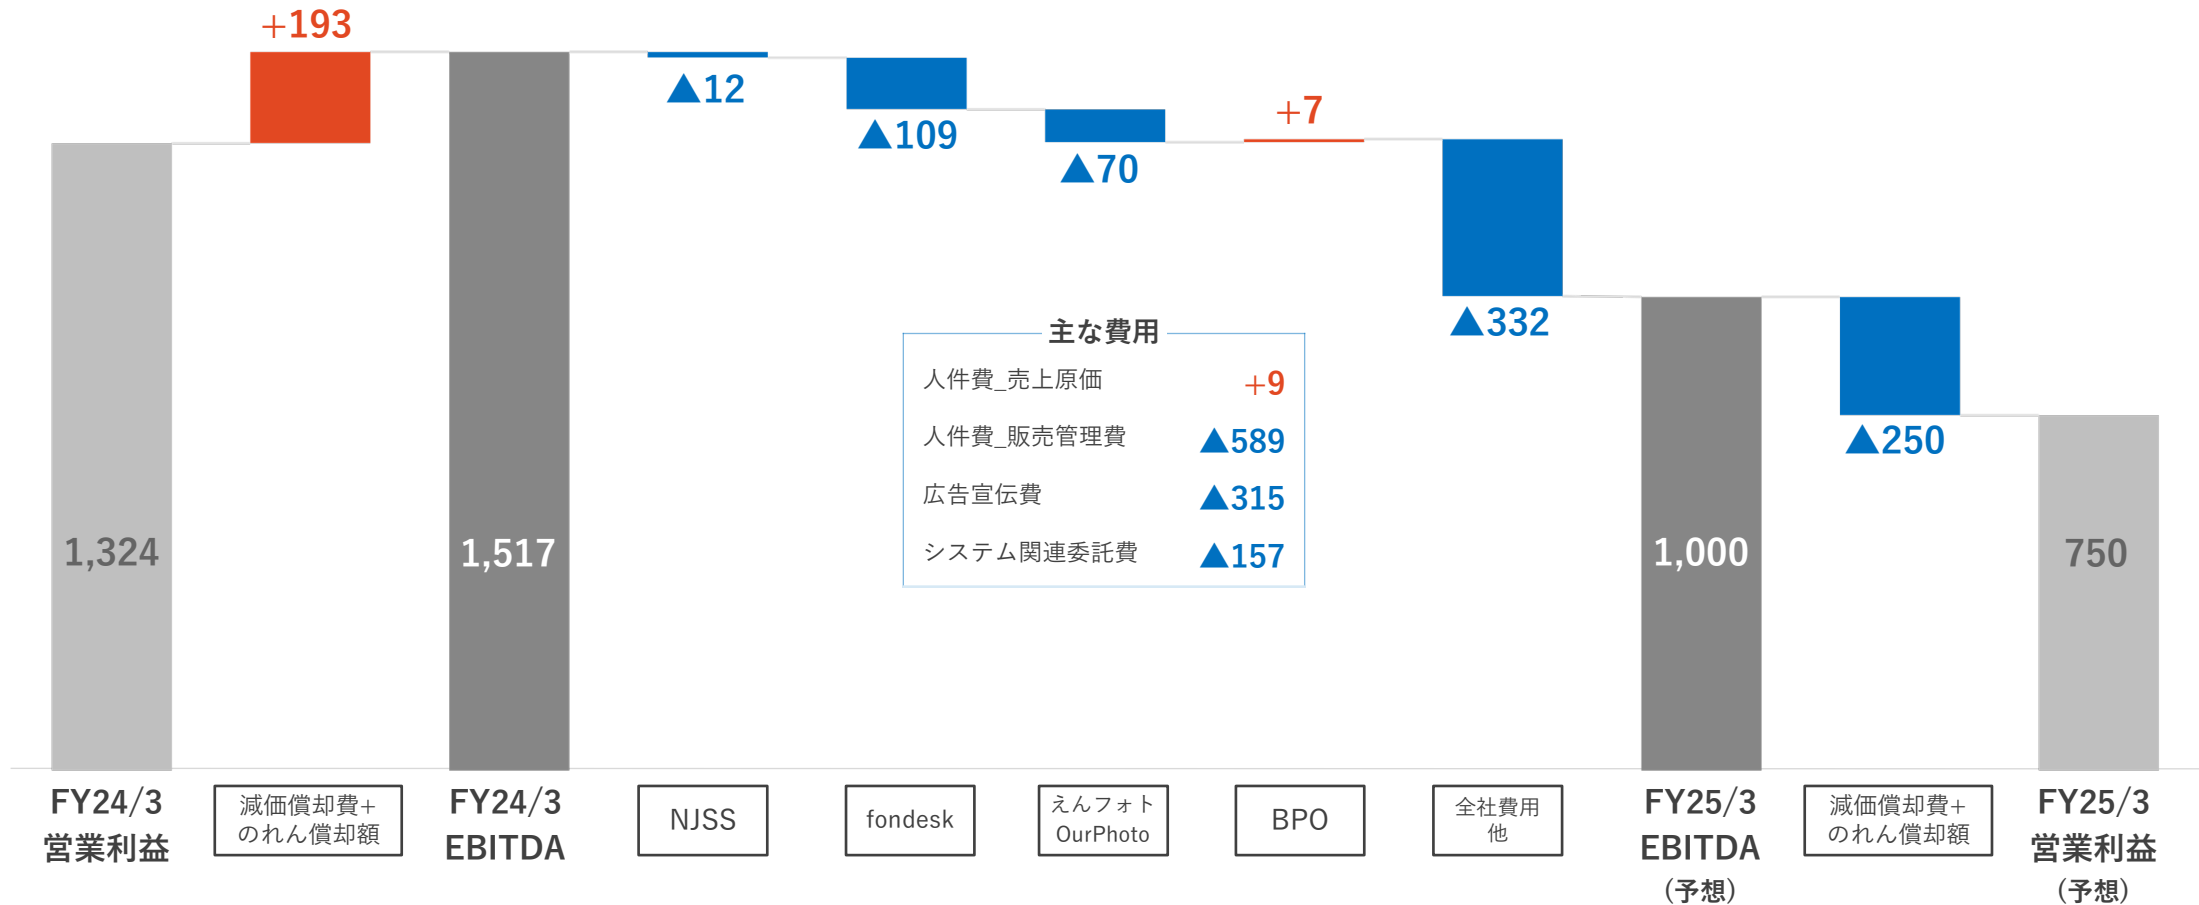 +193
▲12
▲109
▲70
+7
▲332
▲250
1,324
1,517
1,000
750
主な費用
人件費_売上原価 +9
人件費_販売管理費 ▲589
広告宣伝費 ▲315
システム関連委託費 ▲157
FY24/3
営業利益
減価償却費+
のれん償却額
FY24/3
EBITDA
NJSS
fondesk
えんフォト
OurPhoto
BPO
全社費用
他
FY25/3
EBITDA
(予想)
減価償却費+
のれん償却額
FY25/3
営業利益
(予想)